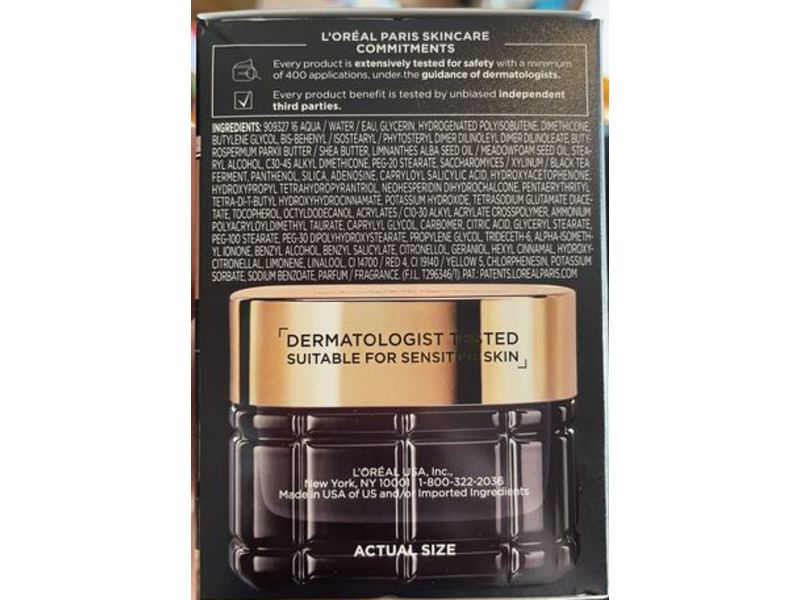 L'ORÉAL PARIS SKINCARE
COMMITMENTS
Every product is extensively tested for safety with a minimum
of 400 applications, under the guidance of dermatologists.
Every product benefit is tested by unbiased independent
third parties.
INGREDIENTS: 909327 16 AQUA / WATER / EAU, GLYCERIN, HYDROGENATED POLYISOBUTENE, DIMETHICONE,
BUTYLENE GLYCOL, BIS-BEHENYL / ISOSTEARYL / PHYTOSTERYL DIMER DILINOLEYL DIMER DILINOLEATE, BUTY-
ROSPERMUM PARKII BUTTER / SHEA BUTTER, LIMNANTHES ALBA SEED OIL / MEADOWFOAM SEED OIL, STEA-
RYL ALCOHOL, C30-45 ALKYL DIMETHICONE, PEG-20 STEARATE, SACCHAROMYCES / XYLINUM / BLACK TEA
FERMENT, PANTHENOL, SILICA, ADENOSINE, CAPRYLOYL SALICYLIC ACID, HYDROXYACETOPHENONE,
HYDROXYPROPYL TETRAHYDROPYRANTRIOL, NEOHESPERIDIN DIHYDROCHALCONE, PENTAERYTHRITYL
TETRA-DI-T-BUTYL HYDROXYHYDROCINNAMATE, POTASSIUM HYDROXIDE, TETRASODIUM GLUTAMATE DIACE-
TATE, TOCOPHEROL, OCTYLDODECANOL, ACRYLATES / C10-30 ALKYL ACRYLATE CROSSPOLYMER, AMMONIUM
POLYACRYLOYLDIMETHYL TAURATE, CAPRYLYL GLYCOL, CARBOMER, CITRIC ACID, GLYCERYL STEARATE,
PEG-100 STEARATE, PEG-30 DIPOLYHYDROXYSTEARATE, PROPYLENE GLYCOL, TRIDECETH-6, ALPHA-ISOMETH-
YL IONONE, BENZYL ALCOHOL, BENZYL SALICYLATE, CITRONELLOL, GERANIOL, HEXYL CINNAMAL, HYDROXY-
CITRONELLAL, LIMONENE, LINALOOL, CI 14700 / RED 4, CI 19140 / YELLOW 5, CHLORPHENESIN, POTASSIUM
SORBATE, SODIUM BENZOATE, PARFUM / FRAGRANCE. (F.I.L. T296346/1). PAT: PATENTS.LOREALPARIS.COM
DERMATOLOGIST TESTED
SUITABLE FOR SENSITIVE SKIN
L'ORÉAL USA, Inc.,
New York, NY 10001 1-800-322-2036
Made in USA of US and/or Imported Ingredients
ACTUAL SIZE